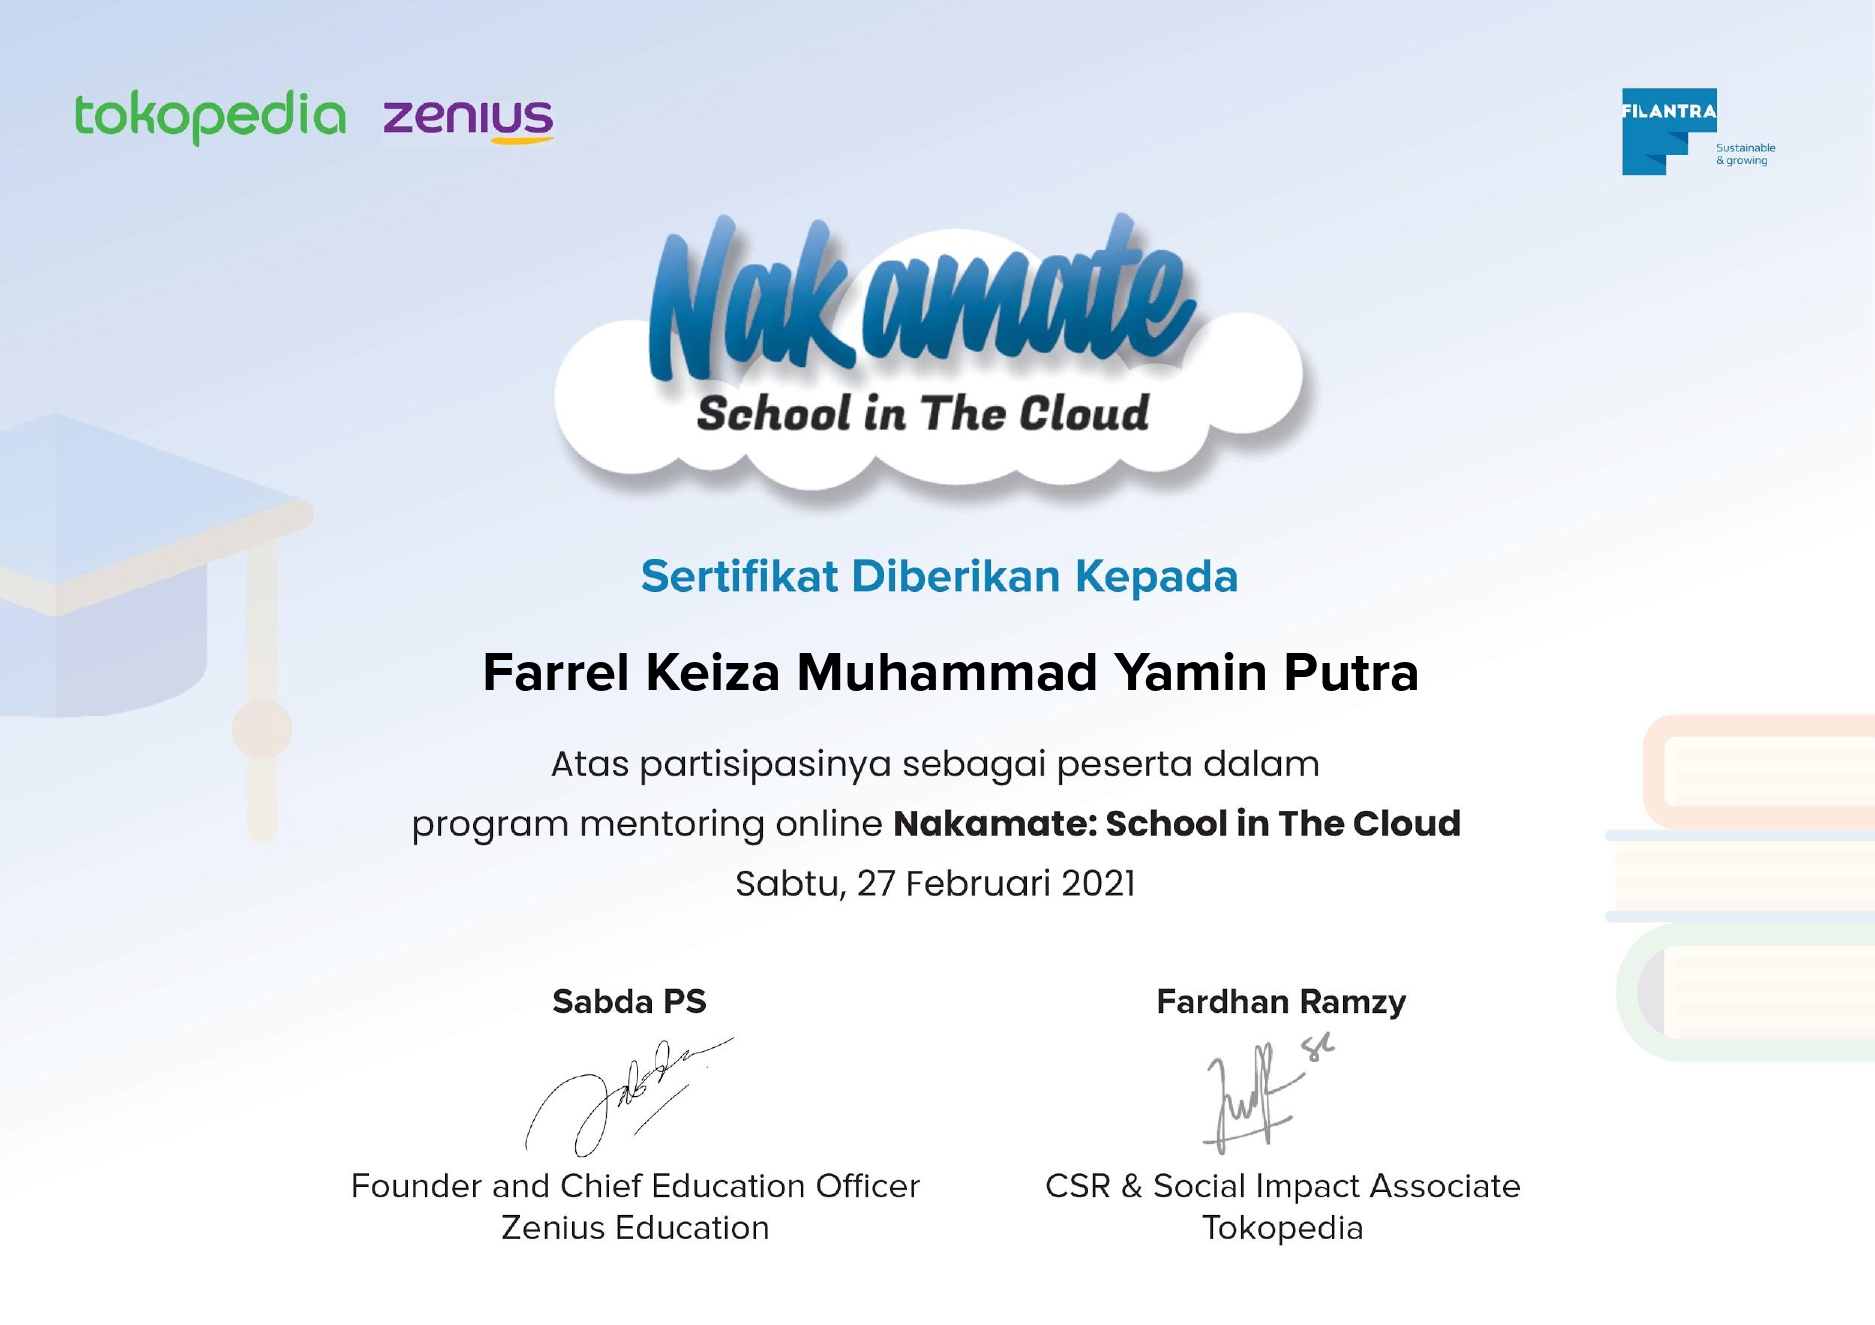 tokopedia zenius
FILANTRA
Sustainable
& growing
Nakamate
School in The Cloud
Sertifikat Diberikan Kepada
Farrel Keiza Muhammad Yamin Putra
Atas partisipasinya sebagai peserta dalam
program mentoring online Nakamate: School in The Cloud
Sabtu, 27 Februari 2021
Sabda PS
Founder and Chief Education Officer
Zenius Education
Fardhan Ramzy
CSR & Social Impact Associate
Tokopedia